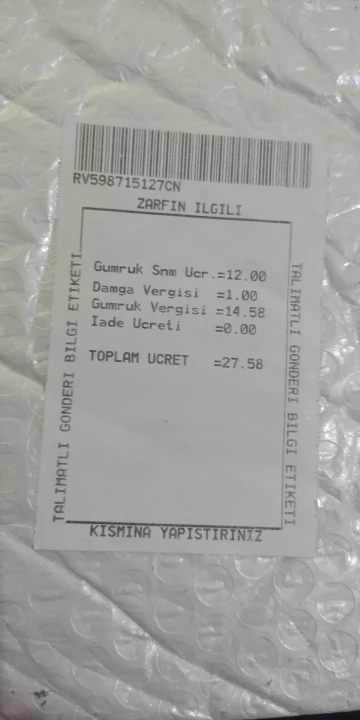 RV598715127CN
ZARFIN ILGILI
TALIMATLI GONDERI BILGI ETIKETI
Gumruk Snm Ucr.=12.00
Damga Vergisi =1.00
Gumruk Vergisi =14.58
Iade Ucreti =0.00
TOPLAM UCRET =27.58
TALIMATLI GONDERI BILGI ETIKETI
KISMINA YAPISTIRINIZ